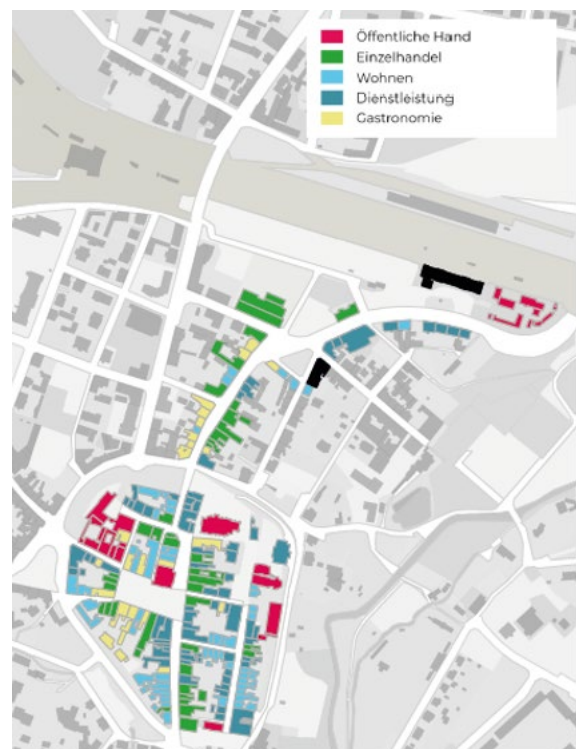 Öffentliche Hand
Einzelhandel
Wohnen
Dienstleistung
Gastronomie